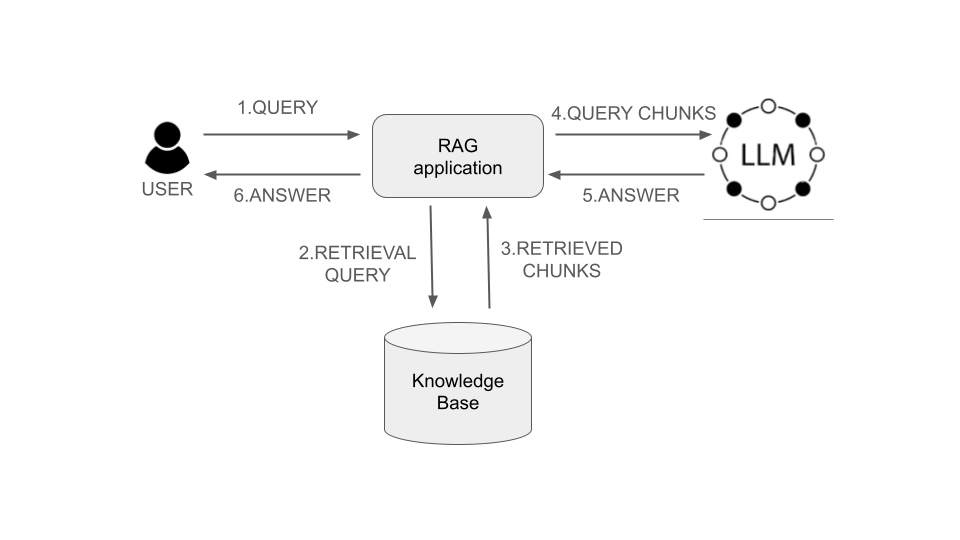 1.QUERY
4.QUERY CHUNKS
RAG
application
LLM
USER
6.ANSWER
5.ANSWER
2.RETRIEVAL
QUERY
3.RETRIEVED
CHUNKS
Knowledge
Base